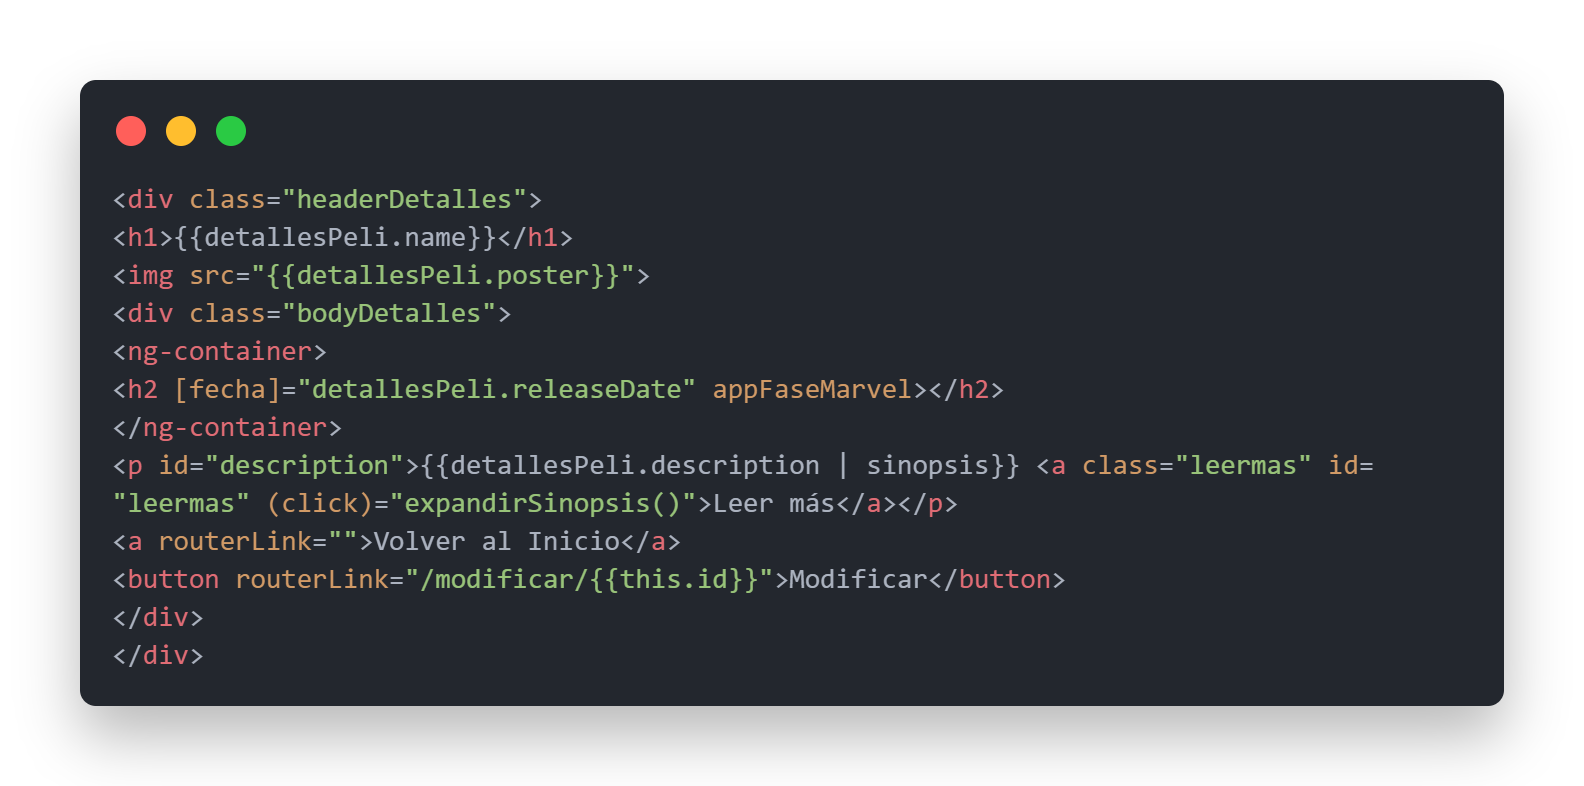 <div class="headerDetalles">
<h1>{{detallesPeli.name}}</h1>
<img src="{{detallesPeli.poster}}">
<div class="bodyDetalles">
<ng-container>
<h2 [fecha]="detallesPeli.releaseDate" appFaseMarvel></h2>
</ng-container>
<p id="description">{{detallesPeli.description | sinopsis}} <a class="leermas" id=
"leermas" (click)="expandirSinopsis()">Leer más</a></p>
<a routerLink="">Volver al Inicio</a>
<button routerLink="/modificar/{{this.id}}">Modificar</button>
</div>
</div>